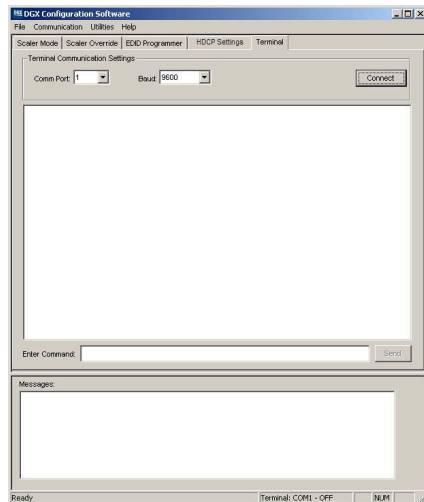 DGX Configuration Software
File Communication Utilities Help
Scaler Mode Scaler Override EDID Programmer HDCP Settings Terminal
Terminal Communication Settings
Comm Port: 1 Baud: 9600 Connect
Enter Command: Send
Messages:
Ready Terminal: COM1 - OFF NUM